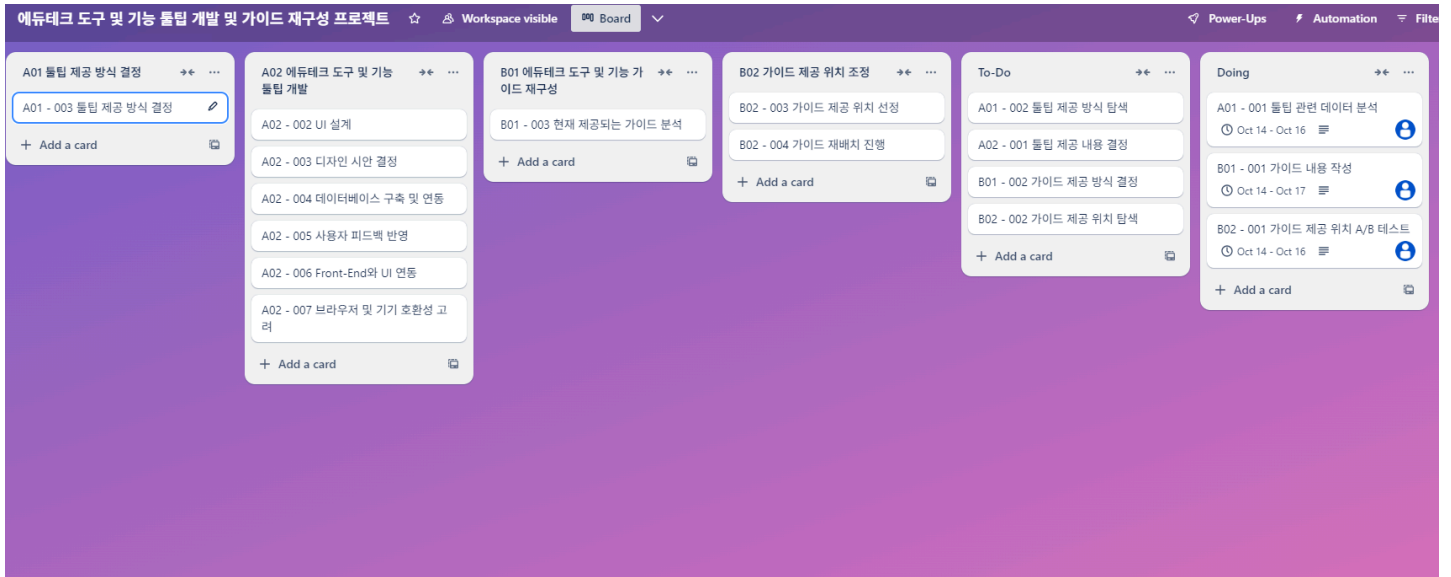 에듀테크 도구 및 기능 툴팁 개발 및 가이드 재구성 프로젝트
Workspace visible
Board
Power-Ups
Automation
Filte
A01 툴팁 제공 방식 결정
A01 - 003 툴팁 제공 방식 결정
+ Add a card
A02 에듀테크 도구 및 기능
툴팁 개발
A02 - 002 UI 설계
A02 - 003 디자인 시안 결정
A02 - 004 데이터베이스 구축 및 연동
A02 - 005 사용자 피드백 반영
A02 - 006 Front-End와 UI 연동
A02 - 007 브라우저 및 기기 호환성 고
려
+ Add a card
B01 에듀테크 도구 및 기능 가
이드 재구성
B01 - 003 현재 제공되는 가이드 분석
+ Add a card
B02 가이드 제공 위치 조정
B02 - 003 가이드 제공 위치 선정
B02 - 004 가이드 재배치 진행
+ Add a card
To-Do
A01 - 002 툴팁 제공 방식 탐색
A02 - 001 툴팁 제공 내용 결정
B01 - 002 가이드 제공 방식 결정
B02 - 002 가이드 제공 위치 탐색
+ Add a card
Doing
A01 - 001 툴팁 관련 데이터 분석
Oct 14 - Oct 16
B01 - 001 가이드 내용 작성
Oct 14 - Oct 17
B02 - 001 가이드 제공 위치 A/B 테스트
Oct 14 - Oct 16
+ Add a card